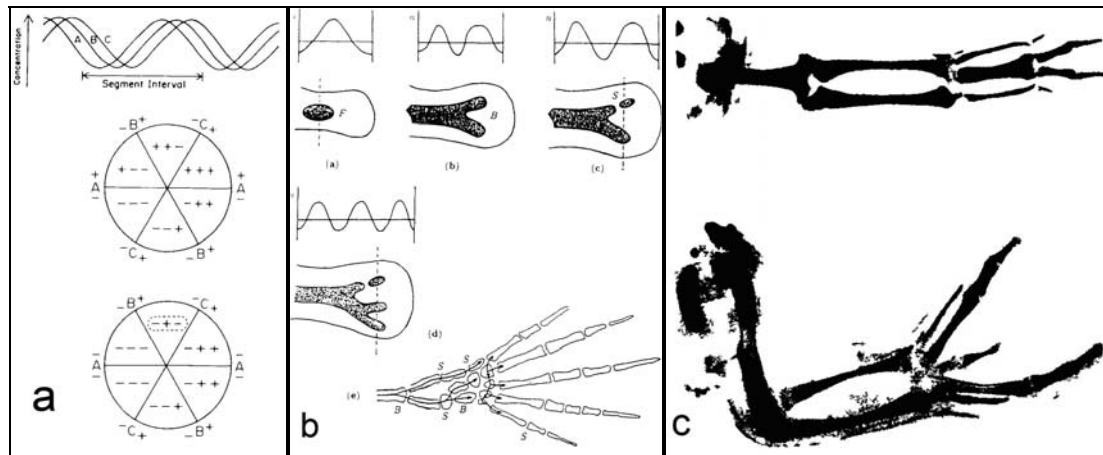 Concentration
A B C
Segment Interval
−B+ −C+
++−
+−− +++
+ +
A A
− −
−−− −++
−−+
−C+ −B+
−B+ −C+
−+−
−−− −++
− −
A A
− −
−−− −++
−−+
−C+ −B+
a
F B S
(a) (b) (c)
(d)
S S
(e)
B S B S
b
c